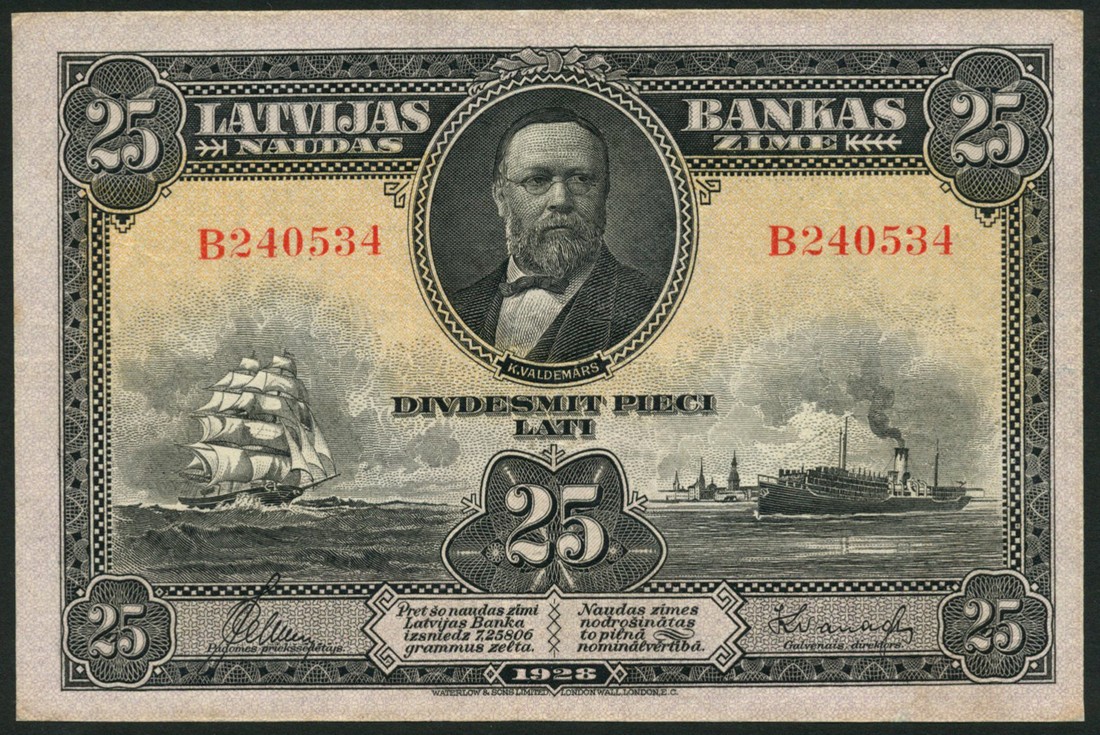 25
LATVIJAS BANKAS
NAUDAS ZIME
25
B240534
B240534
K.VALDEMĀRS
DIVDESMIT PIECI
LATI
25
25
Padomes priekšsēdētājs.
Pret šo naudas zīmi
Latvijas Banka
izsniedz 7,25806
grammus zelta.
Naudas zīmes
nodrošinātas
to pilnā
nominālvērtībā.
Galvenais direktors.
25
1928
WATERLOW & SONS LIMITED, LONDON WALL, LONDON, E.C.